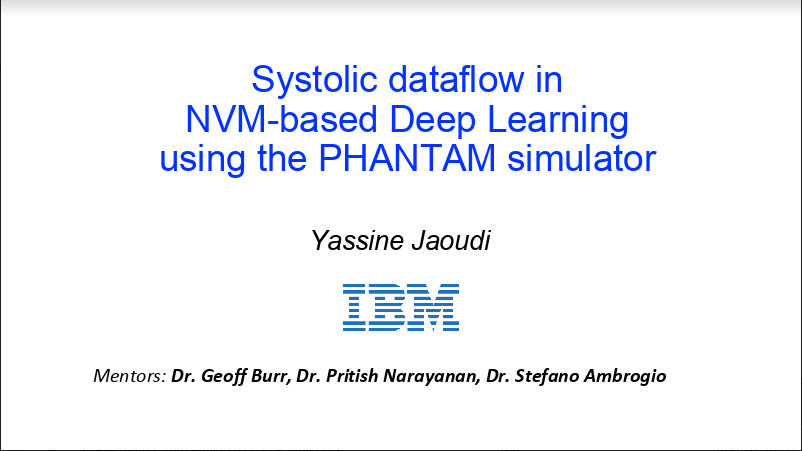 Systolic dataflow in
NVM-based Deep Learning
using the PHANTAM simulator
Yassine Jaoudi
IBM
Mentors: Dr. Geoff Burr, Dr. Pritish Narayanan, Dr. Stefano Ambrogio